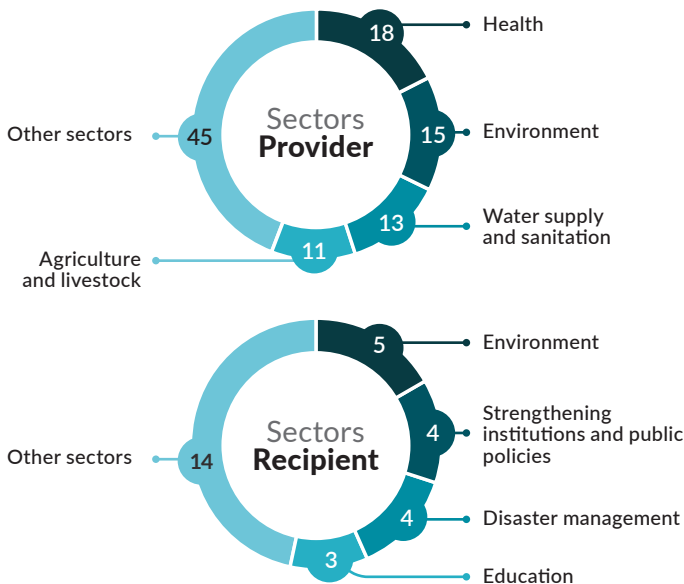 18
Health
Sectors
Provider
Other sectors
45
15
Environment
13
Water supply
and sanitation
11
Agriculture
and livestock
5
Environment
Sectors
Recipient
4
Strengthening
institutions and public
policies
Other sectors
14
4
Disaster management
3
Education